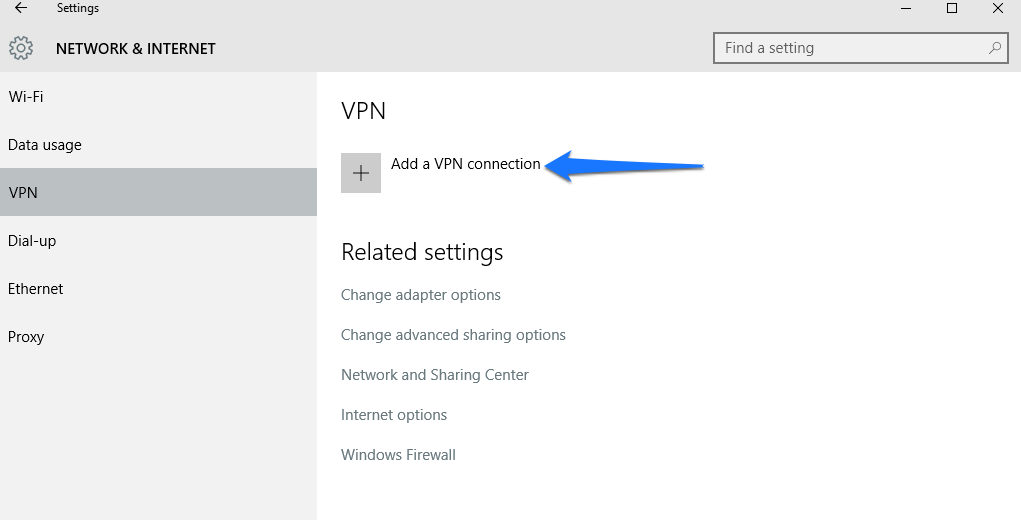 Settings
NETWORK & INTERNET
Find a setting
Wi-Fi
Data usage
VPN
Dial-up
Ethernet
Proxy
VPN
Add a VPN connection
Related settings
Change adapter options
Change advanced sharing options
Network and Sharing Center
Internet options
Windows Firewall